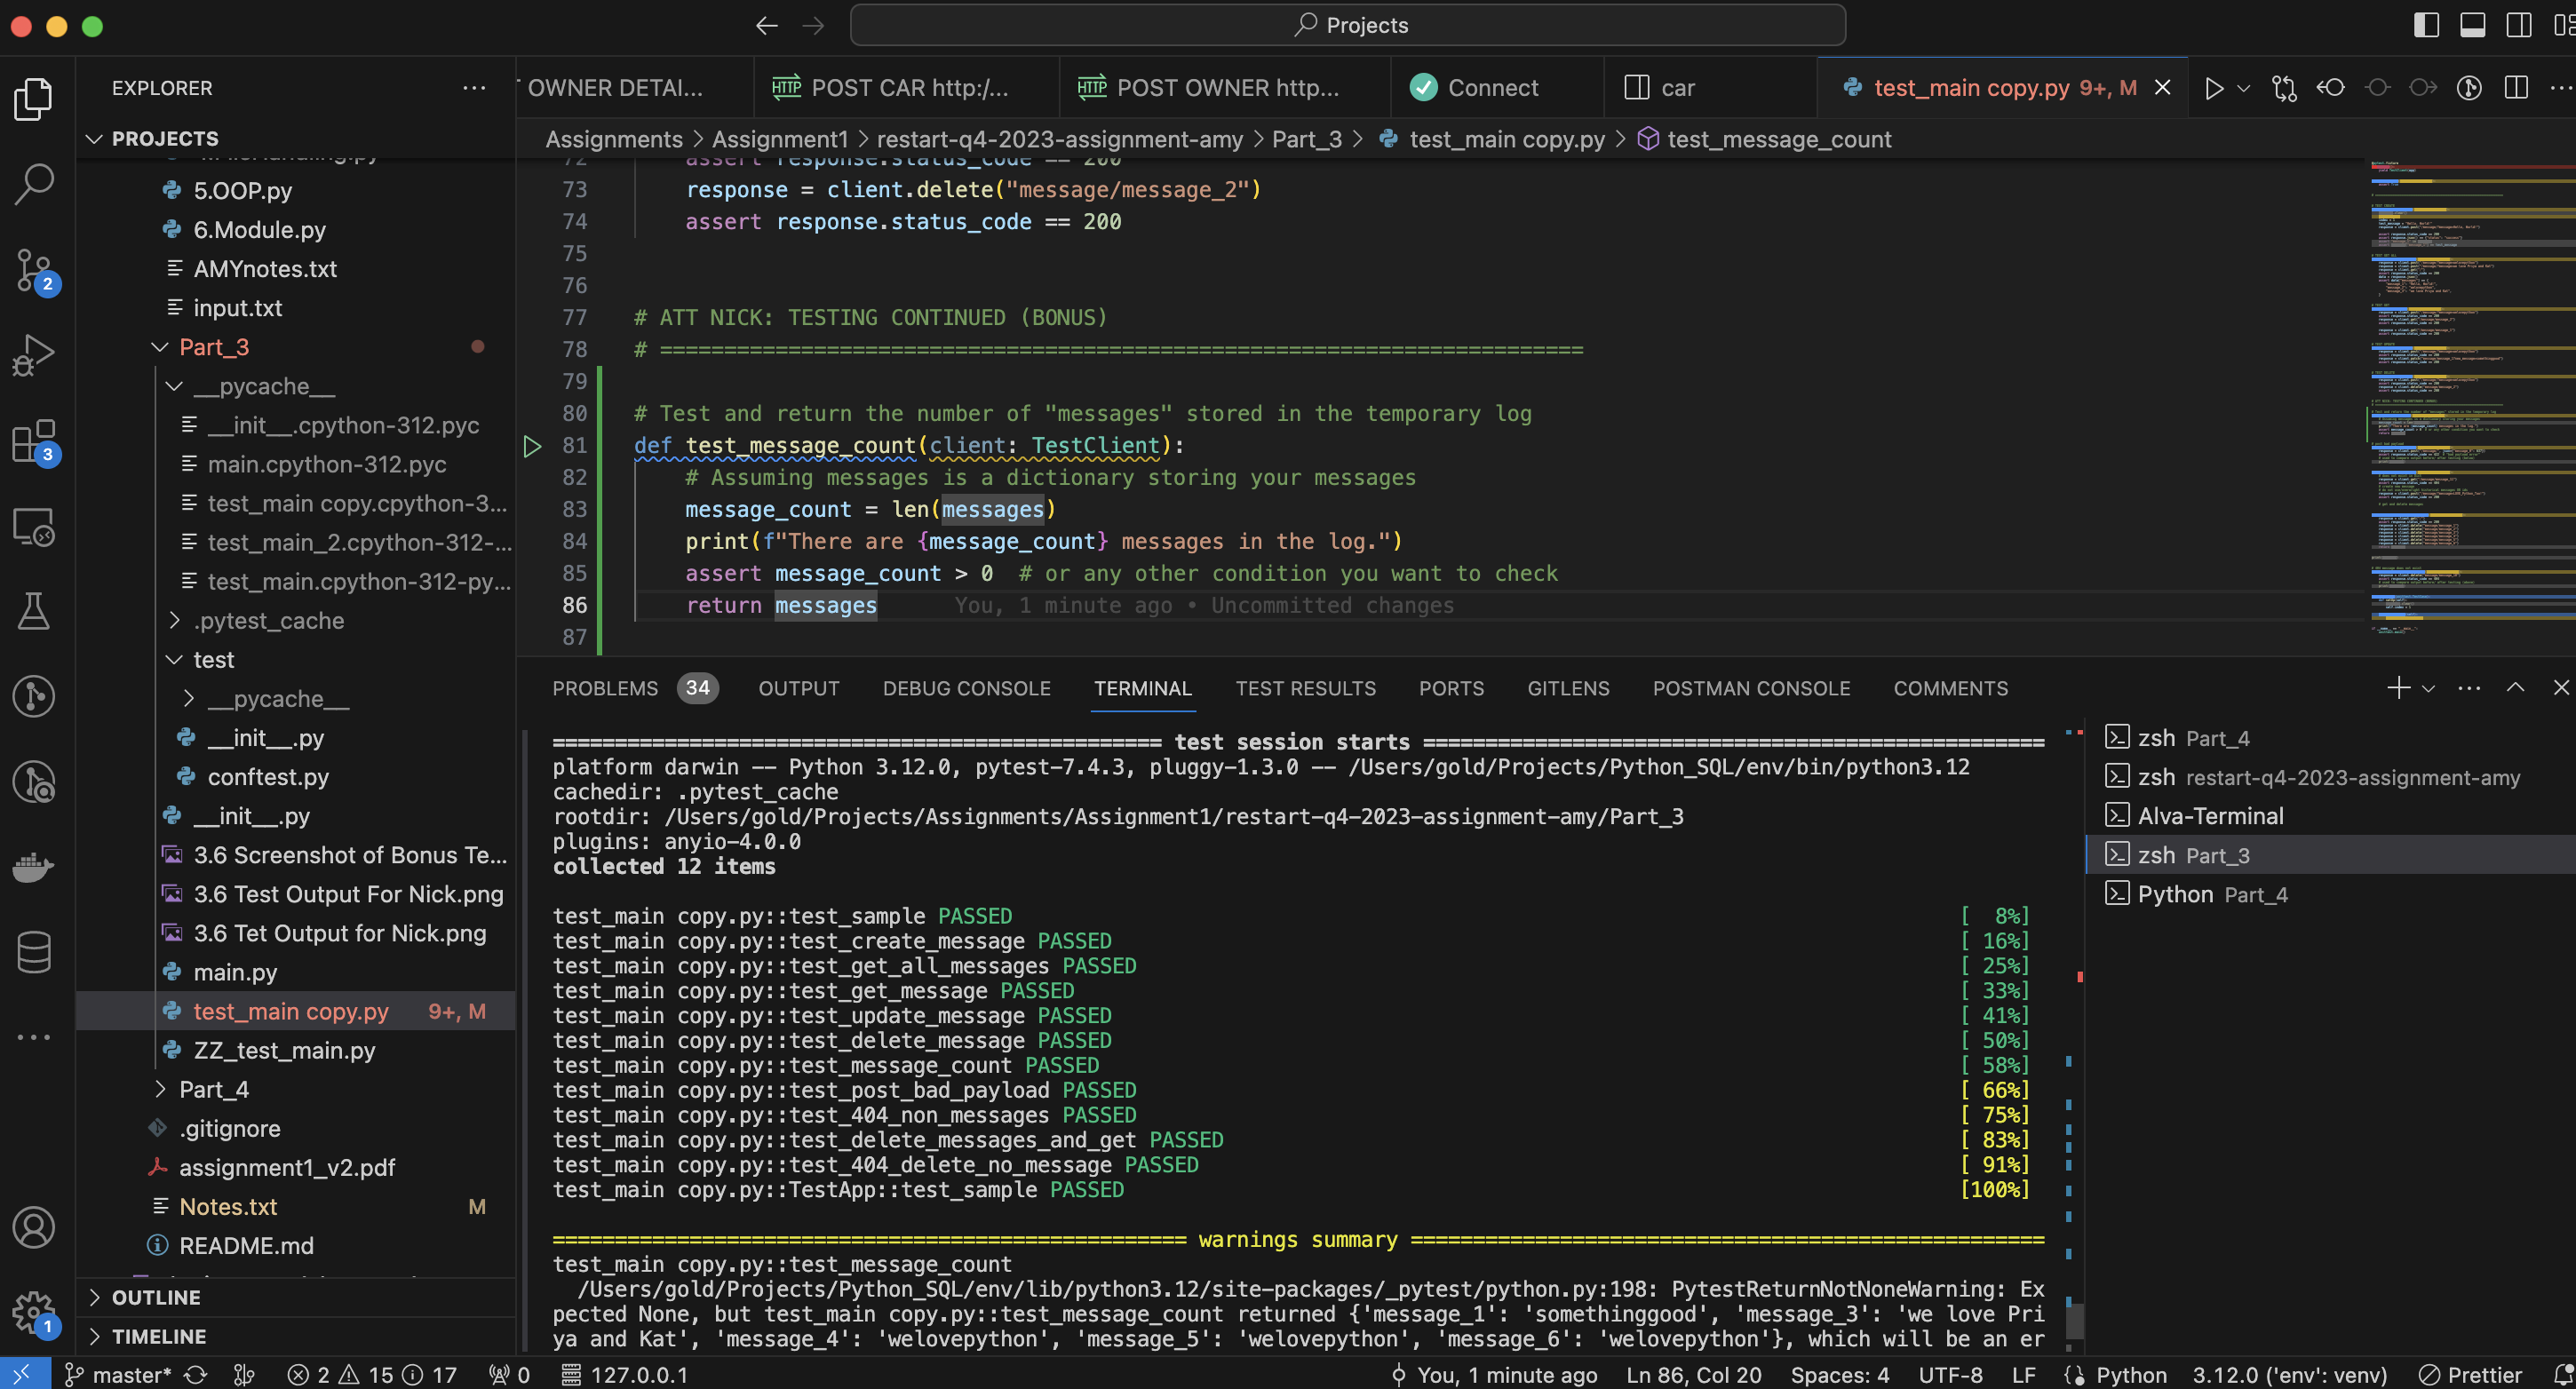 Projects
EXPLORER
OWNER DETAI...
HTTP POST CAR http:/...
HTTP POST OWNER http...
Connect
car
test_main copy.py 9+, M
PROJECTS
Assignments > Assignment1 > restart-q4-2023-assignment-amy > Part_3 > test_main copy.py > test_message_count
5.OOP.py
6.Module.py
AMYnotes.txt
input.txt
Part_3
__pycache__
__init__.cpython-312.pyc
main.cpython-312.pyc
test_main copy.cpython-3...
test_main_2.cpython-312-...
test_main.cpython-312-py...
.pytest_cache
test
__pycache__
__init__.py
conftest.py
__init__.py
3.6 Screenshot of Bonus Te...
3.6 Test Output For Nick.png
3.6 Tet Output for Nick.png
main.py
test_main copy.py 9+, M
ZZ_test_main.py
Part_4
.gitignore
assignment1_v2.pdf
Notes.txt M
README.md
OUTLINE
TIMELINE
2
3
1
72 assert response.status_code == 200
73 response = client.delete("message/message_2")
74 assert response.status_code == 200
75
76
77 # ATT NICK: TESTING CONTINUED (BONUS)
78 # ========================================================================
79
80 # Test and return the number of "messages" stored in the temporary log
81 def test_message_count(client: TestClient):
82 # Assuming messages is a dictionary storing your messages
83 message_count = len(messages)
84 print(f"There are {message_count} messages in the log.")
85 assert message_count > 0 # or any other condition you want to check
86 return messages You, 1 minute ago • Uncommitted changes
87
PROBLEMS 34 OUTPUT DEBUG CONSOLE TERMINAL TEST RESULTS PORTS GITLENS POSTMAN CONSOLE COMMENTS
================================================= test session starts ==================================================
platform darwin -- Python 3.12.0, pytest-7.4.3, pluggy-1.3.0 -- /Users/gold/Projects/Python_SQL/env/bin/python3.12
cachedir: .pytest_cache
rootdir: /Users/gold/Projects/Assignments/Assignment1/restart-q4-2023-assignment-amy/Part_3
plugins: anyio-4.0.0
collected 12 items
test_main copy.py::test_sample PASSED [ 8%]
test_main copy.py::test_create_message PASSED [ 16%]
test_main copy.py::test_get_all_messages PASSED [ 25%]
test_main copy.py::test_get_message PASSED [ 33%]
test_main copy.py::test_update_message PASSED [ 41%]
test_main copy.py::test_delete_message PASSED [ 50%]
test_main copy.py::test_message_count PASSED [ 58%]
test_main copy.py::test_post_bad_payload PASSED [ 66%]
test_main copy.py::test_404_non_messages PASSED [ 75%]
test_main copy.py::test_delete_messages_and_get PASSED [ 83%]
test_main copy.py::test_404_delete_no_message PASSED [ 91%]
test_main copy.py::TestApp::test_sample PASSED [100%]
=================================================== warnings summary ===================================================
test_main copy.py::test_message_count
/Users/gold/Projects/Python_SQL/env/lib/python3.12/site-packages/_pytest/python.py:198: PytestReturnNotNoneWarning: Ex
pected None, but test_main copy.py::test_message_count returned {'message_1': 'somethinggood', 'message_3': 'we love Pri
ya and Kat', 'message_4': 'welovepython', 'message_5': 'welovepython', 'message_6': 'welovepython'}, which will be an er
zsh Part_4
zsh restart-q4-2023-assignment-amy
Alva-Terminal
zsh Part_3
Python Part_4
master* 2 15 17 0 127.0.0.1 You, 1 minute ago Ln 86, Col 20 Spaces: 4 UTF-8 LF Python 3.12.0 ('env': venv) Prettier